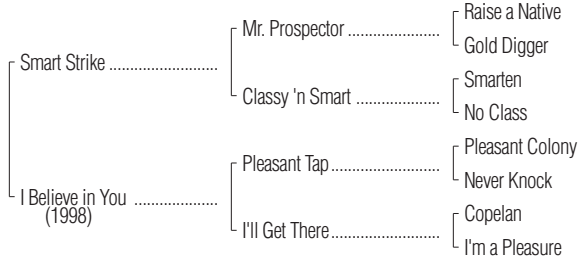 Raise a Native
Mr. Prospector ....................
Gold Digger
Smart Strike ........................
Smarten
Classy 'n Smart ..................
No Class
Pleasant Colony
Pleasant Tap.......................
Never Knock
I Believe in You ..................
(1998)
Copelan
I'll Get There.......................
I'm a Pleasure